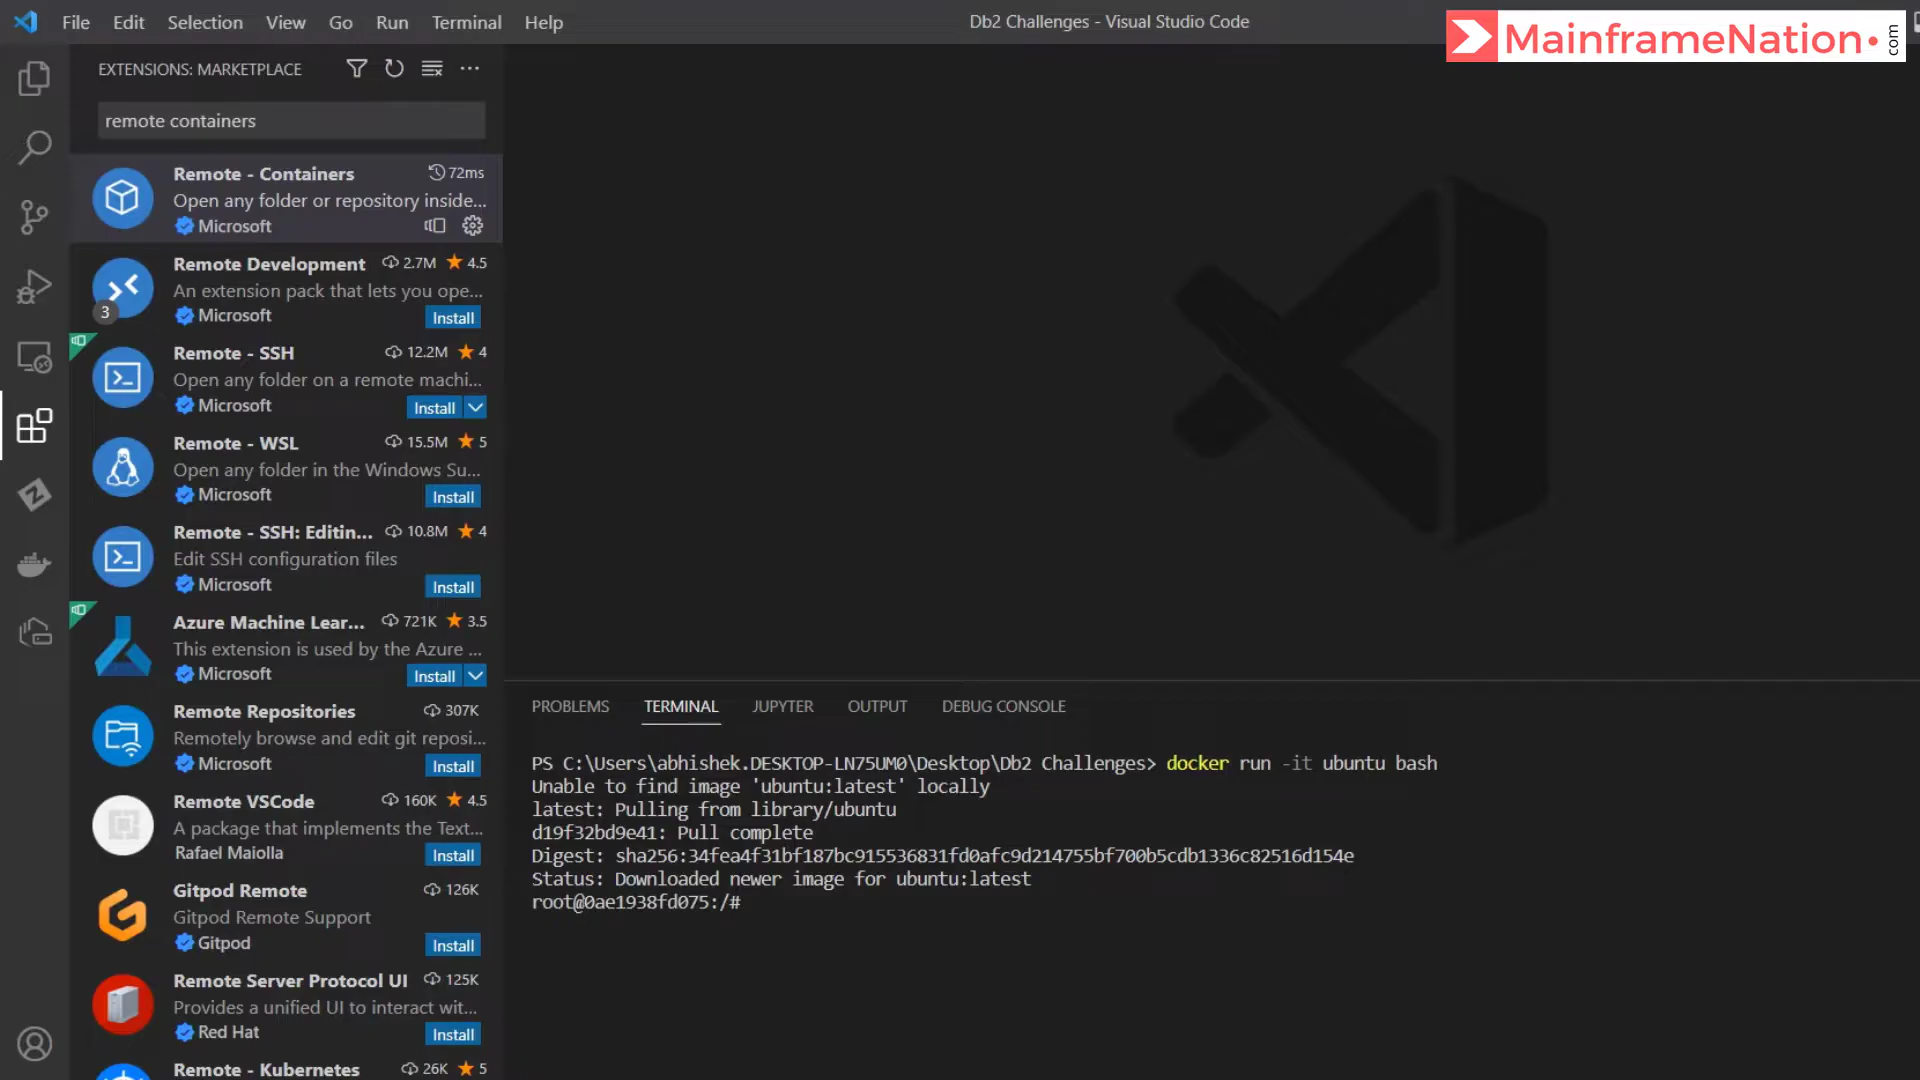 File Edit Selection View Go Run Terminal Help
Db2 Challenges - Visual Studio Code
MainframeNation.com
EXTENSIONS: MARKETPLACE
remote containers
Remote - Containers 72ms
Open any folder or repository inside...
Microsoft
Remote Development 2.7M 4.5
An extension pack that lets you ope...
3
Microsoft Install
Remote - SSH 12.2M 4
Open any folder on a remote machi...
Microsoft Install
Remote - WSL 15.5M 5
Open any folder in the Windows Su...
Microsoft Install
Remote - SSH: Editin... 10.8M 4
Edit SSH configuration files
Microsoft Install
Azure Machine Lear... 721K 3.5
This extension is used by the Azure ...
Microsoft Install
Remote Repositories 307K
Remotely browse and edit git reposi...
Microsoft Install
Remote VSCode 160K 4.5
A package that implements the Text...
Rafael Maiolla Install
Gitpod Remote 126K
Gitpod Remote Support
Gitpod Install
Remote Server Protocol UI 125K
Provides a unified UI to interact wit...
Red Hat Install
Remote - Kubernetes 26K 5
PROBLEMS TERMINAL JUPYTER OUTPUT DEBUG CONSOLE
PS C:\Users\abhishek.DESKTOP-LN75UM0\Desktop\Db2 Challenges> docker run -it ubuntu bash
Unable to find image 'ubuntu:latest' locally
latest: Pulling from library/ubuntu
d19f32bd9e41: Pull complete
Digest: sha256:34fea4f31bf187bc915536831fd0afc9d214755bf700b5cdb1336c82516d154e
Status: Downloaded newer image for ubuntu:latest
root@0ae1938fd075:/#